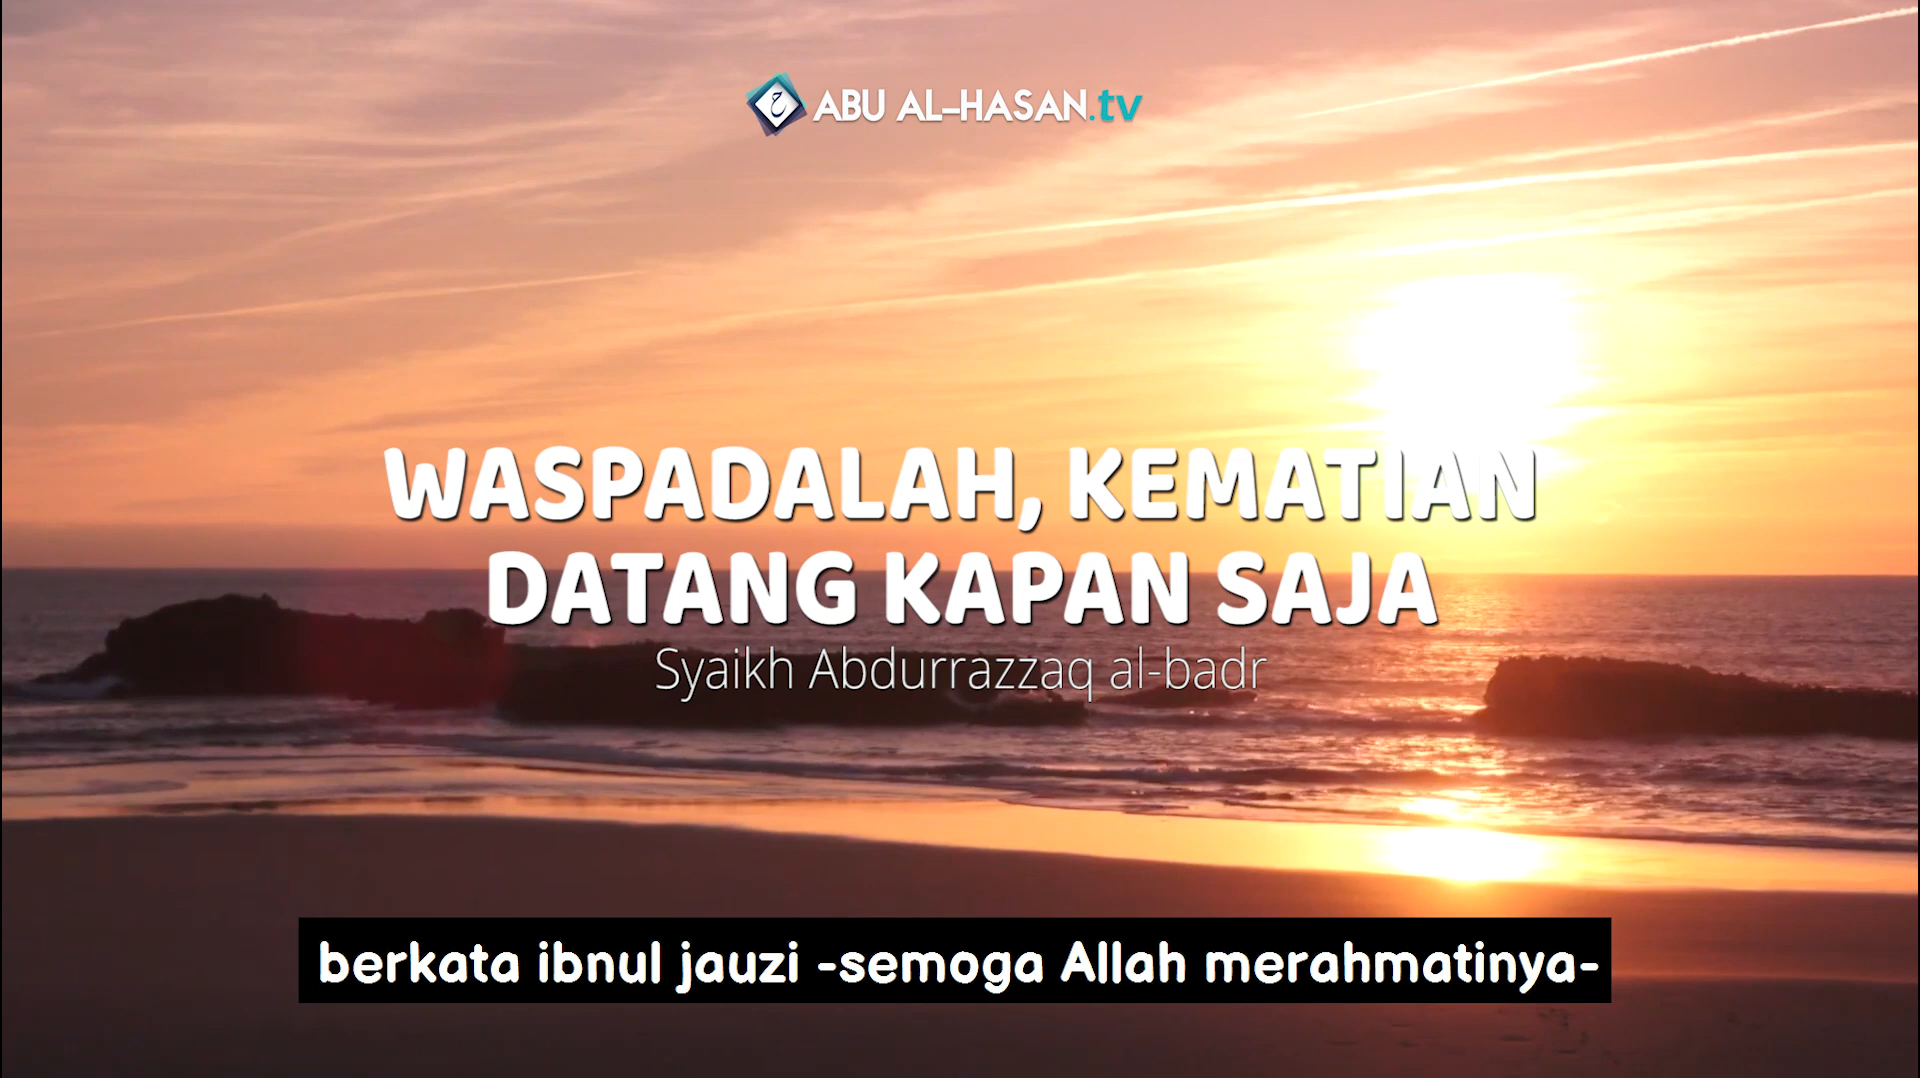 ح ABU AL-HASAN.tv
WASPADALAH, KEMATIAN
DATANG KAPAN SAJA
Syaikh Abdurrazzaq al-badr
berkata ibnul jauzi -semoga Allah merahmatinya-